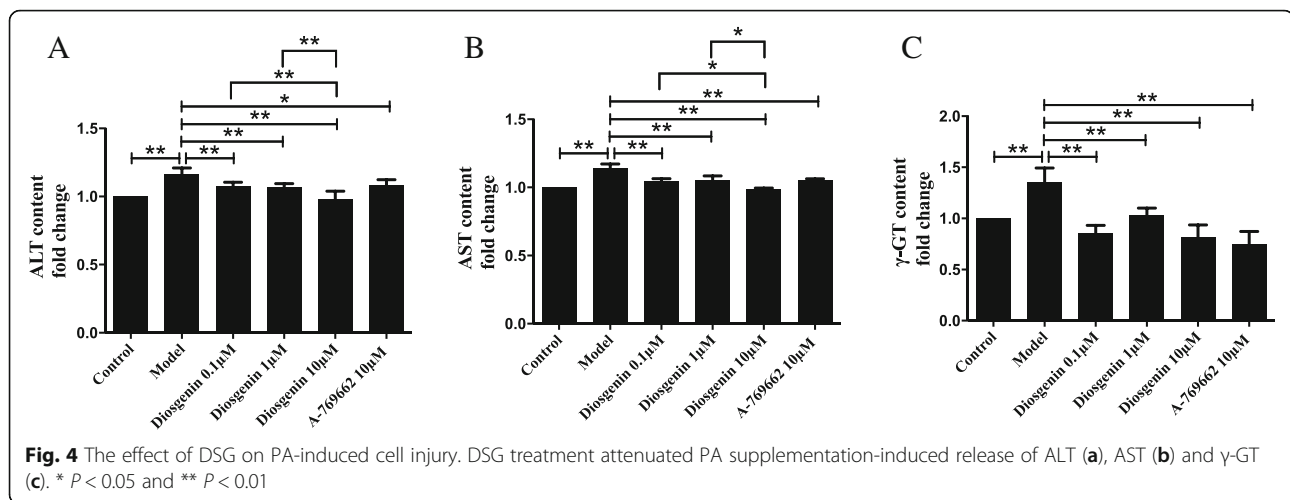 A
**
**
*
**
**
** **
ALT content
fold change
1.5
1.0
0.5
0.0
Control
Model
Diosgenin 0.1μM
Diosgenin 1μM
Diosgenin 10μM
A-769662 10μM
B
*
*
**
**
**
** **
AST content
fold change
1.5
1.0
0.5
0.0
Control
Model
Diosgenin 0.1μM
Diosgenin 1μM
Diosgenin 10μM
A-769662 10μM
C
**
**
**
** **
γ-GT content
fold change
2.0
1.5
1.0
0.5
0.0
Control
Model
Diosgenin 0.1μM
Diosgenin 1μM
Diosgenin 10μM
A-769662 10μM
Fig. 4 The effect of DSG on PA-induced cell injury. DSG treatment attenuated PA supplementation-induced release of ALT (a), AST (b) and γ-GT
(c). * P < 0.05 and ** P < 0.01